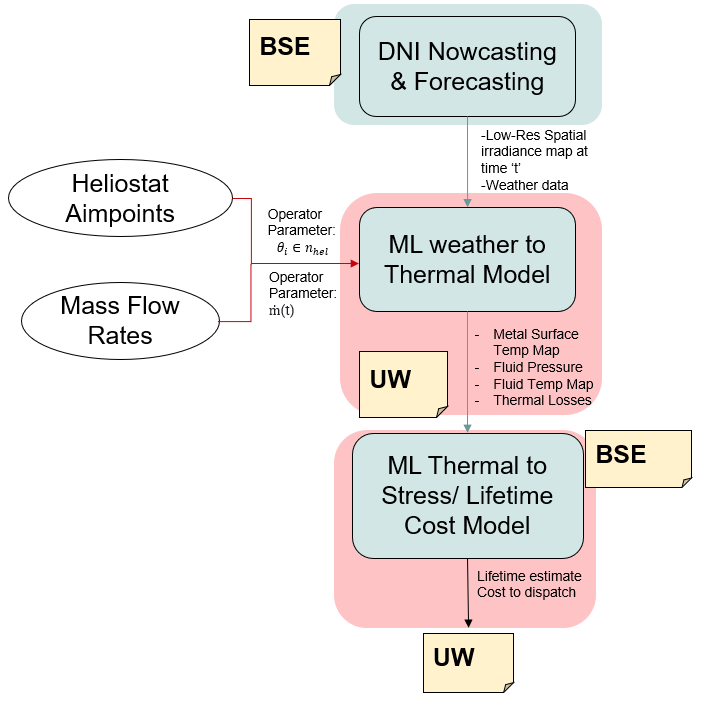 BSE
DNI Nowcasting
& Forecasting
-Low-Res Spatial
irradiance map at
time ‘t’
-Weather data
Heliostat
Aimpoints
Operator
Parameter:
𝜃𝑖 ∈ 𝑛ℎ𝑒𝑙
Operator
Parameter:
ṁ(t)
Mass Flow
Rates
ML weather to
Thermal Model
- Metal Surface
Temp Map
- Fluid Pressure
- Fluid Temp Map
- Thermal Losses
UW
ML Thermal to
Stress/ Lifetime
Cost Model
BSE
Lifetime estimate
Cost to dispatch
UW